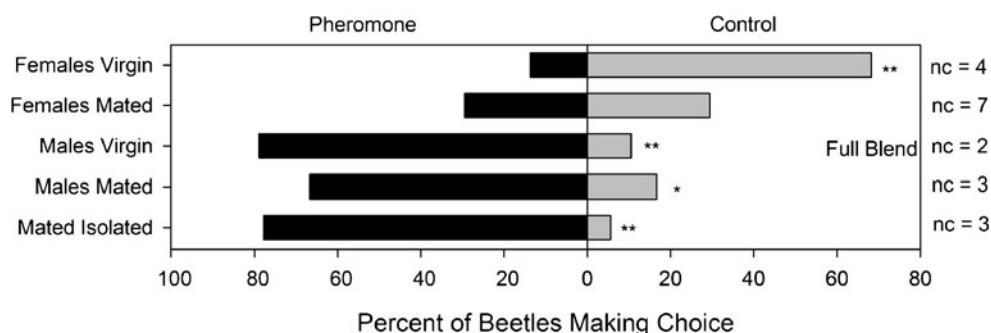 Pheromone Control
Females Virgin ** nc = 4
Females Mated nc = 7
Males Virgin ** Full Blend nc = 2
Males Mated * nc = 3
Mated Isolated ** nc = 3
100 80 60 40 20 0 20 40 60 80
Percent of Beetles Making Choice